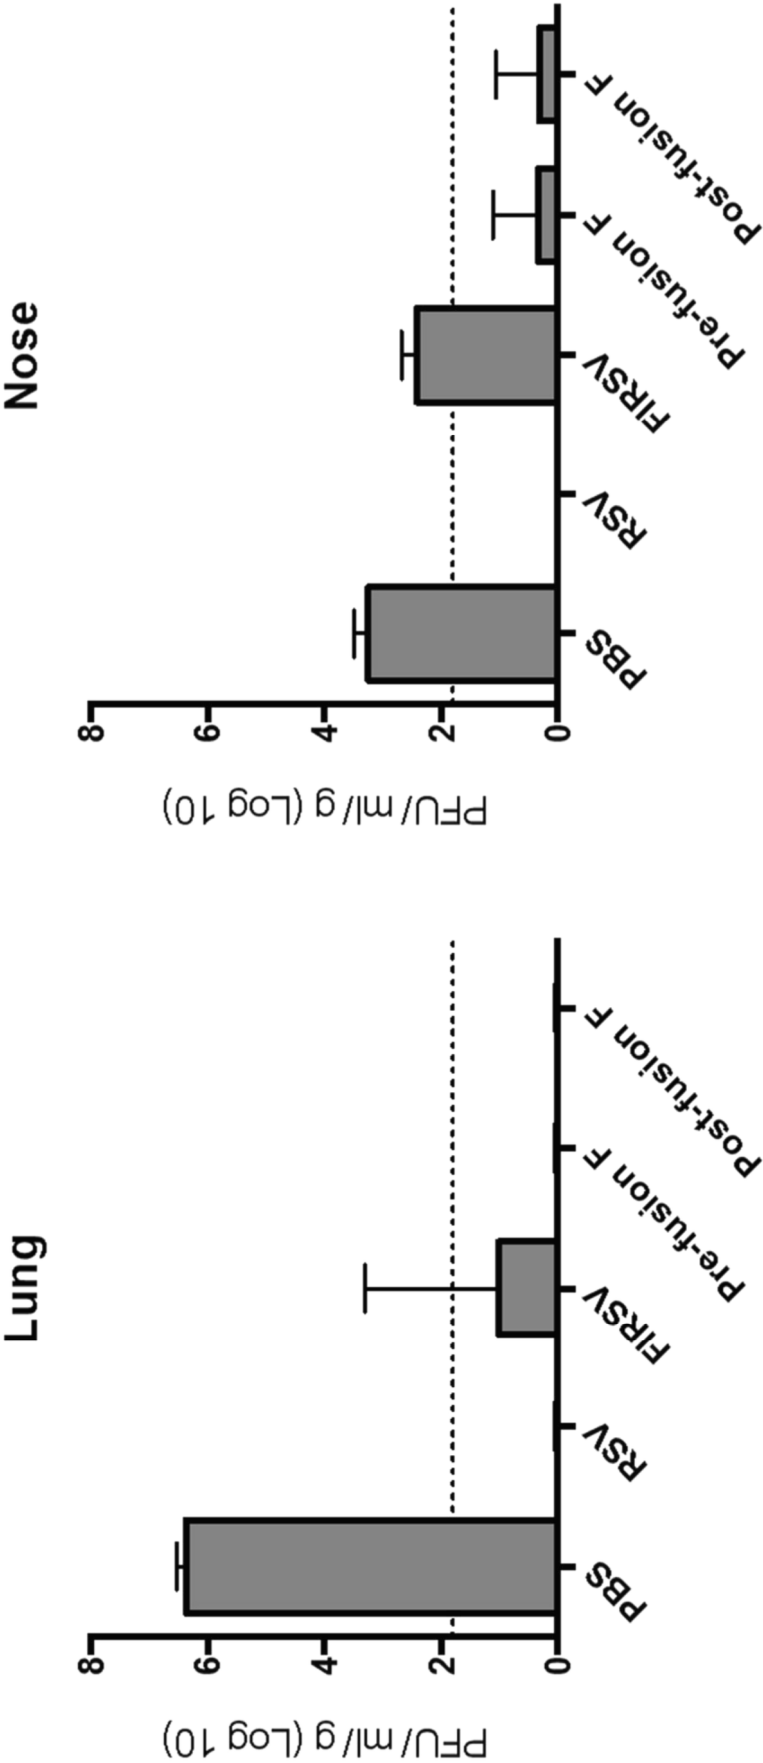 Lung
PFU/ml/g (Log 10)
8
6
4
2
0
PBS
RSV
FIRSV
Pre-fusion F
Post-fusion F
Nose
PFU/ml/g (Log 10)
8
6
4
2
0
PBS
RSV
FIRSV
Pre-fusion F
Post-fusion F